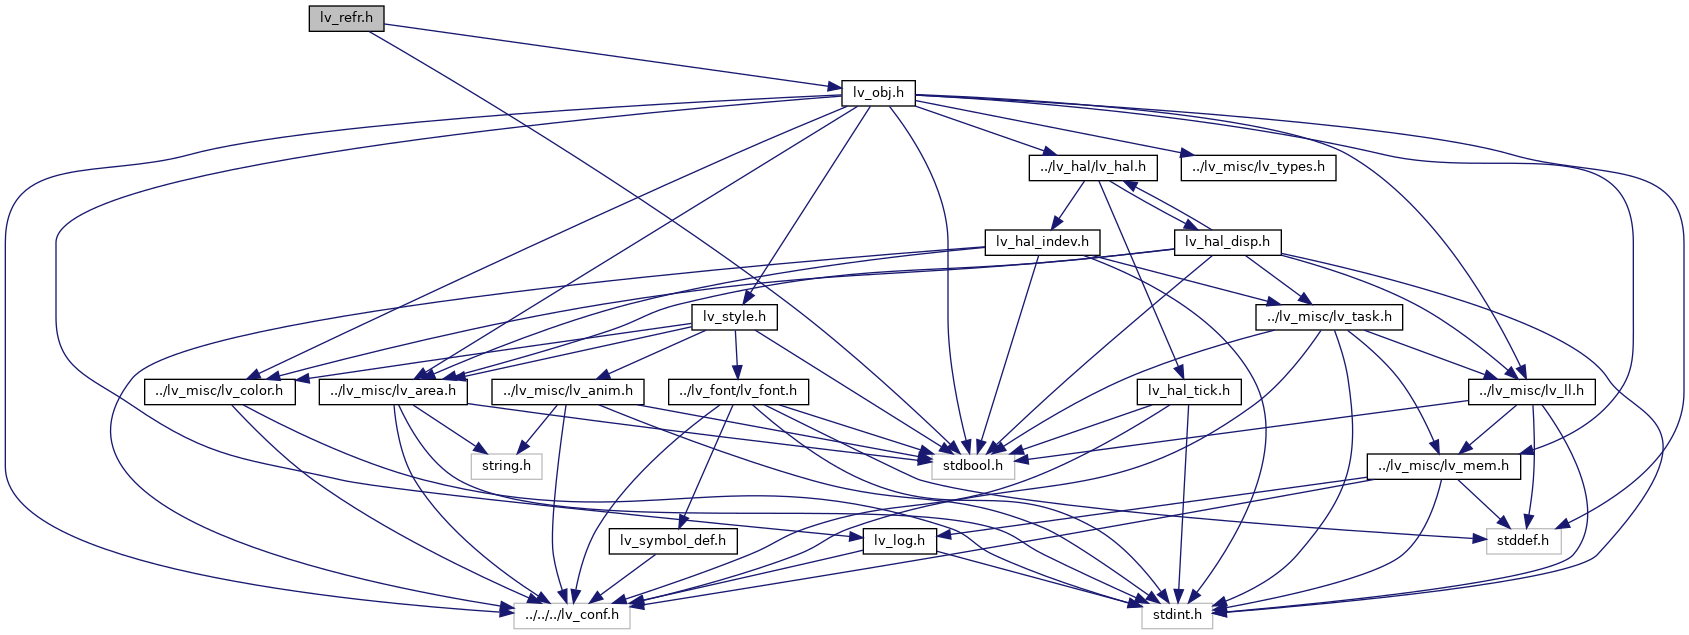 lv_refr.h
lv_obj.h
../lv_hal/lv_hal.h
../lv_misc/lv_types.h
lv_hal_indev.h
lv_hal_disp.h
lv_style.h
../lv_misc/lv_task.h
../lv_misc/lv_color.h
../lv_misc/lv_area.h
../lv_misc/lv_anim.h
../lv_font/lv_font.h
lv_hal_tick.h
../lv_misc/lv_ll.h
string.h
stdbool.h
../lv_misc/lv_mem.h
lv_symbol_def.h
lv_log.h
stddef.h
../../../lv_conf.h
stdint.h